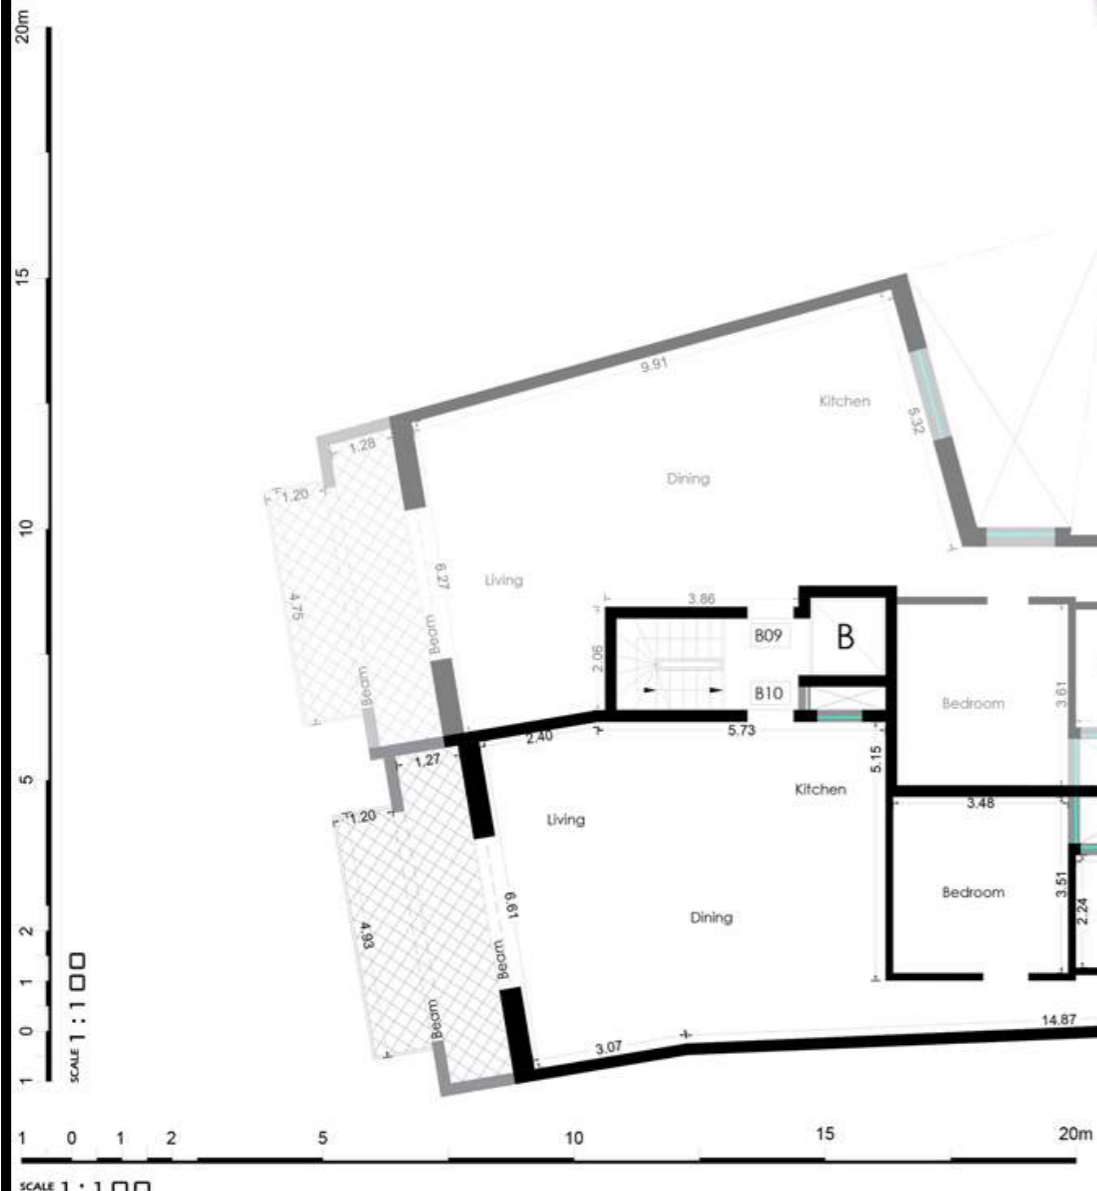 20m
15
10
5
2
1
0
1
SCALE 1 : 1 00
9.91
Kitchen
5.32
1.28
1.20
Dining
Living
6.27
4.75
Beam
Beam
3.86
B09
B
2.06
B10
Bedroom
3.61
2.40
5.73
1.27
5.15
Kitchen
3.48
1.20
Living
Bedroom
3.51
2.24
6.61
Dining
4.93
Beam
Beam
3.07
14.87
1 0 1 2 5 10 15 20m
SCALE 1 : 1 00